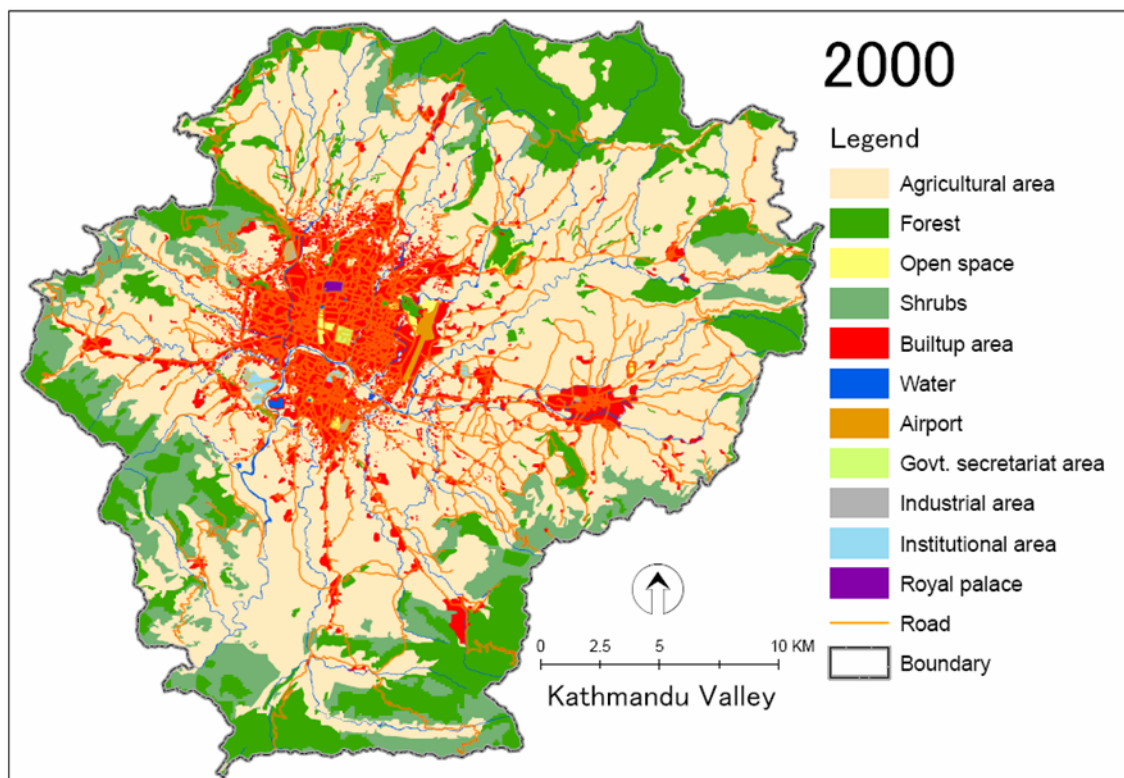 2000
Legend
Agricultural area
Forest
Open space
Shrubs
Builtup area
Water
Airport
Govt. secretariat area
Industrial area
Institutional area
Royal palace
Road
Boundary
0 2.5 5 10 KM
Kathmandu Valley